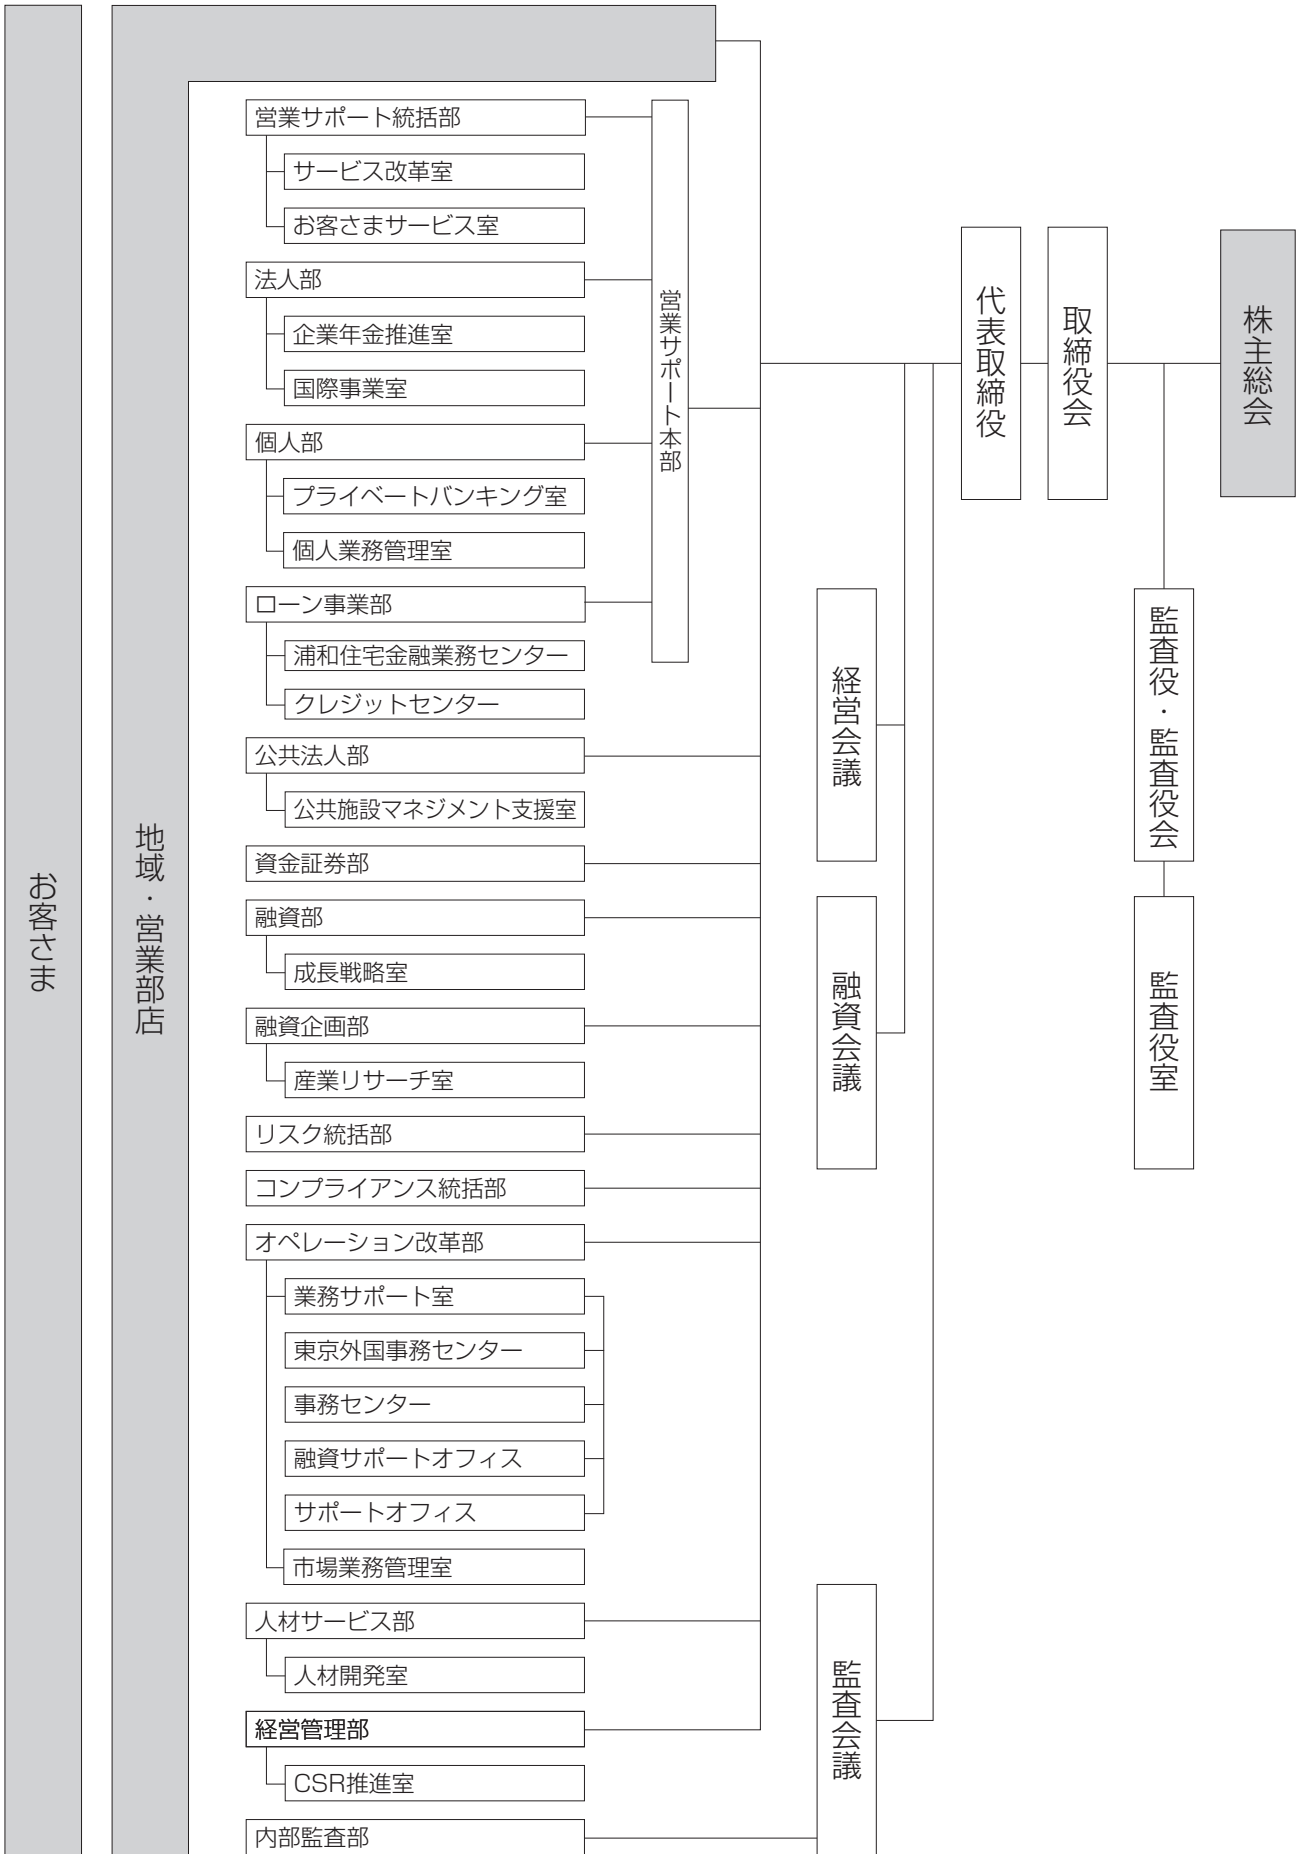 お客さま
地域・営業部店
営業サポート統括部
サービス改革室
お客さまサービス室
法人部
企業年金推進室
国際事業室
個人部
プライベートバンキング室
個人業務管理室
ローン事業部
浦和住宅金融業務センター
クレジットセンター
公共法人部
公共施設マネジメント支援室
資金証券部
融資部
成長戦略室
融資企画部
産業リサーチ室
リスク統括部
コンプライアンス統括部
オペレーション改革部
業務サポート室
東京外国事務センター
事務センター
融資サポートオフィス
サポートオフィス
市場業務管理室
人材サービス部
人材開発室
経営管理部
CSR推進室
内部監査部
営業サポート本部
経営会議
融資会議
監査会議
代表取締役
取締役会
監査役・監査役会
監査役室
株主総会